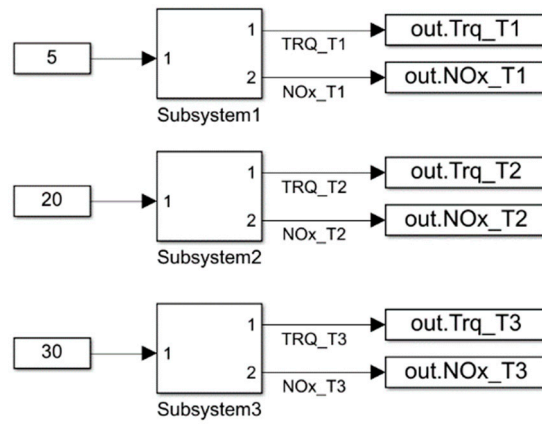 1
out.Trq_T1
5
1
TRQ_T1
2
out.NOx_T1
NOx_T1
Subsystem1
1
out.Trq_T2
20
1
TRQ_T2
2
out.NOx_T2
NOx_T2
Subsystem2
1
out.Trq_T3
30
1
TRQ_T3
2
out.NOx_T3
NOx_T3
Subsystem3